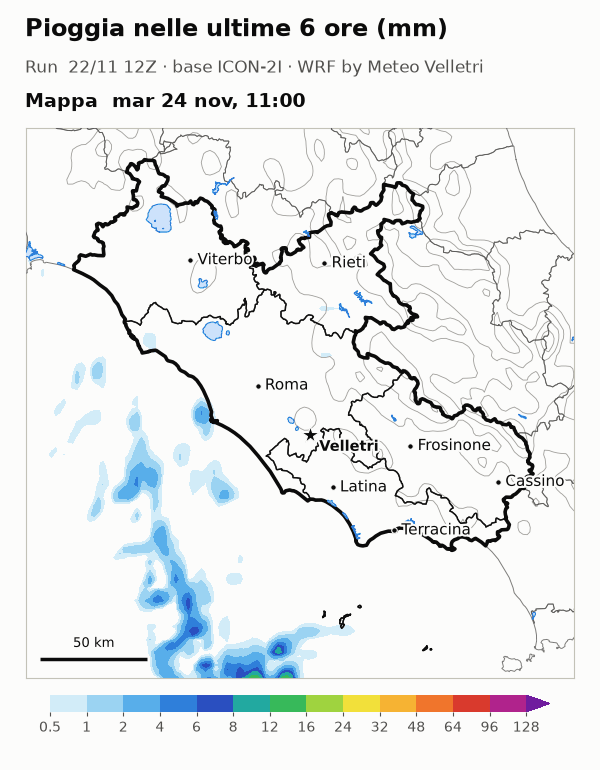 Pioggia nelle ultime 6 ore (mm)
Run 22/11 12Z · base ICON-2I · WRF by Meteo Velletri
Mappa mar 24 nov, 11:00
Viterbo
Rieti
Roma
Velletri
Frosinone
Cassino
Latina
Terracina
50 km
0.5 1 2 4 6 8 12 16 24 32 48 64 96 128